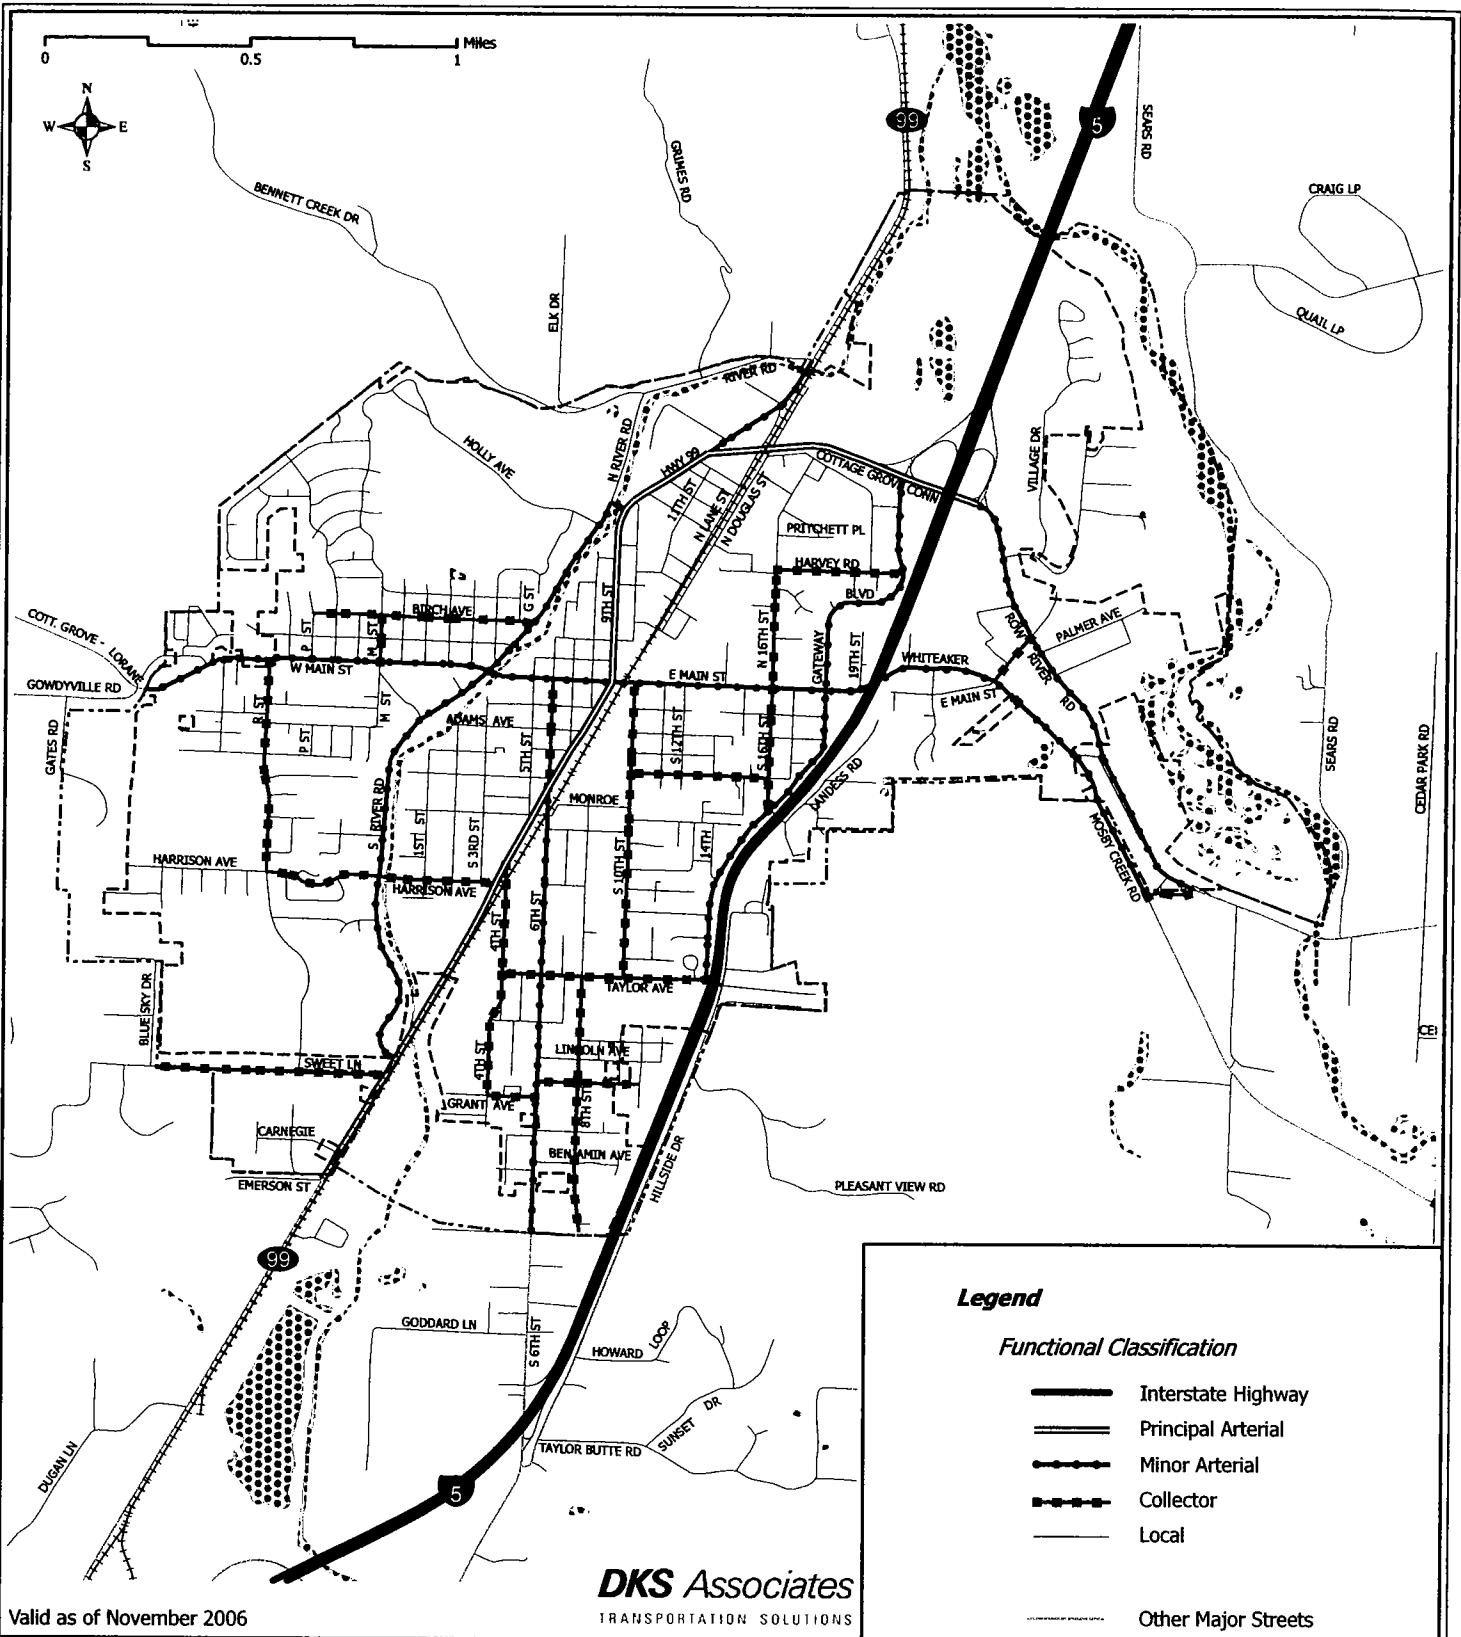 Miles
0
0.5
1
N
W
E
S
99
5
SEARS RD
GRIMES RD
BENNETT CREEK DR
CRAIG LP
QUAIL LP
ELK DR
RIVER RD
N RIVER RD
HOLLY AVE
HWY 99
COTTAGE GROVE CONN
VILLAGE DR
11TH ST
N LANE ST
N DOUGLAS ST
PRITCHETT PL
HARVEY RD
BLVD
9TH ST
G ST
BIRCH AVE
P ST
M ST
COTT. GROVE - LORANE
W MAIN ST
GOWDYVILLE RD
E MAIN ST
N 16TH ST
GATEWAY
19TH ST
WHITEAKER
ROW RIVER RD
PALMER AVE
E MAIN ST
R ST
M ST
P ST
ADAMS AVE
5TH ST
S 12TH ST
S 16TH ST
GATES RD
SEARS RD
CEDAR PARK RD
S RIVER RD
MONROE
LANDESS RD
1ST ST
S 3RD ST
S 10TH ST
14TH
MOSBY CREEK RD
HARRISON AVE
HARRISON AVE
4TH ST
6TH ST
TAYLOR AVE
BLUE SKY DR
CEI
SWEET LN
LINCOLN AVE
4TH ST
GRANT AVE
8TH ST
CARNEGIE
BENJAMIN AVE
HILLSIDE DR
EMERSON ST
PLEASANT VIEW RD
99
GODDARD LN
S 6TH ST
HOWARD LOOP
SUNSET DR
TAYLOR BUTTE RD
DUGAN LN
5
Legend
Functional Classification
Interstate Highway
Principal Arterial
Minor Arterial
Collector
Local
Other Major Streets
DKS Associates
TRANSPORTATION SOLUTIONS
Valid as of November 2006